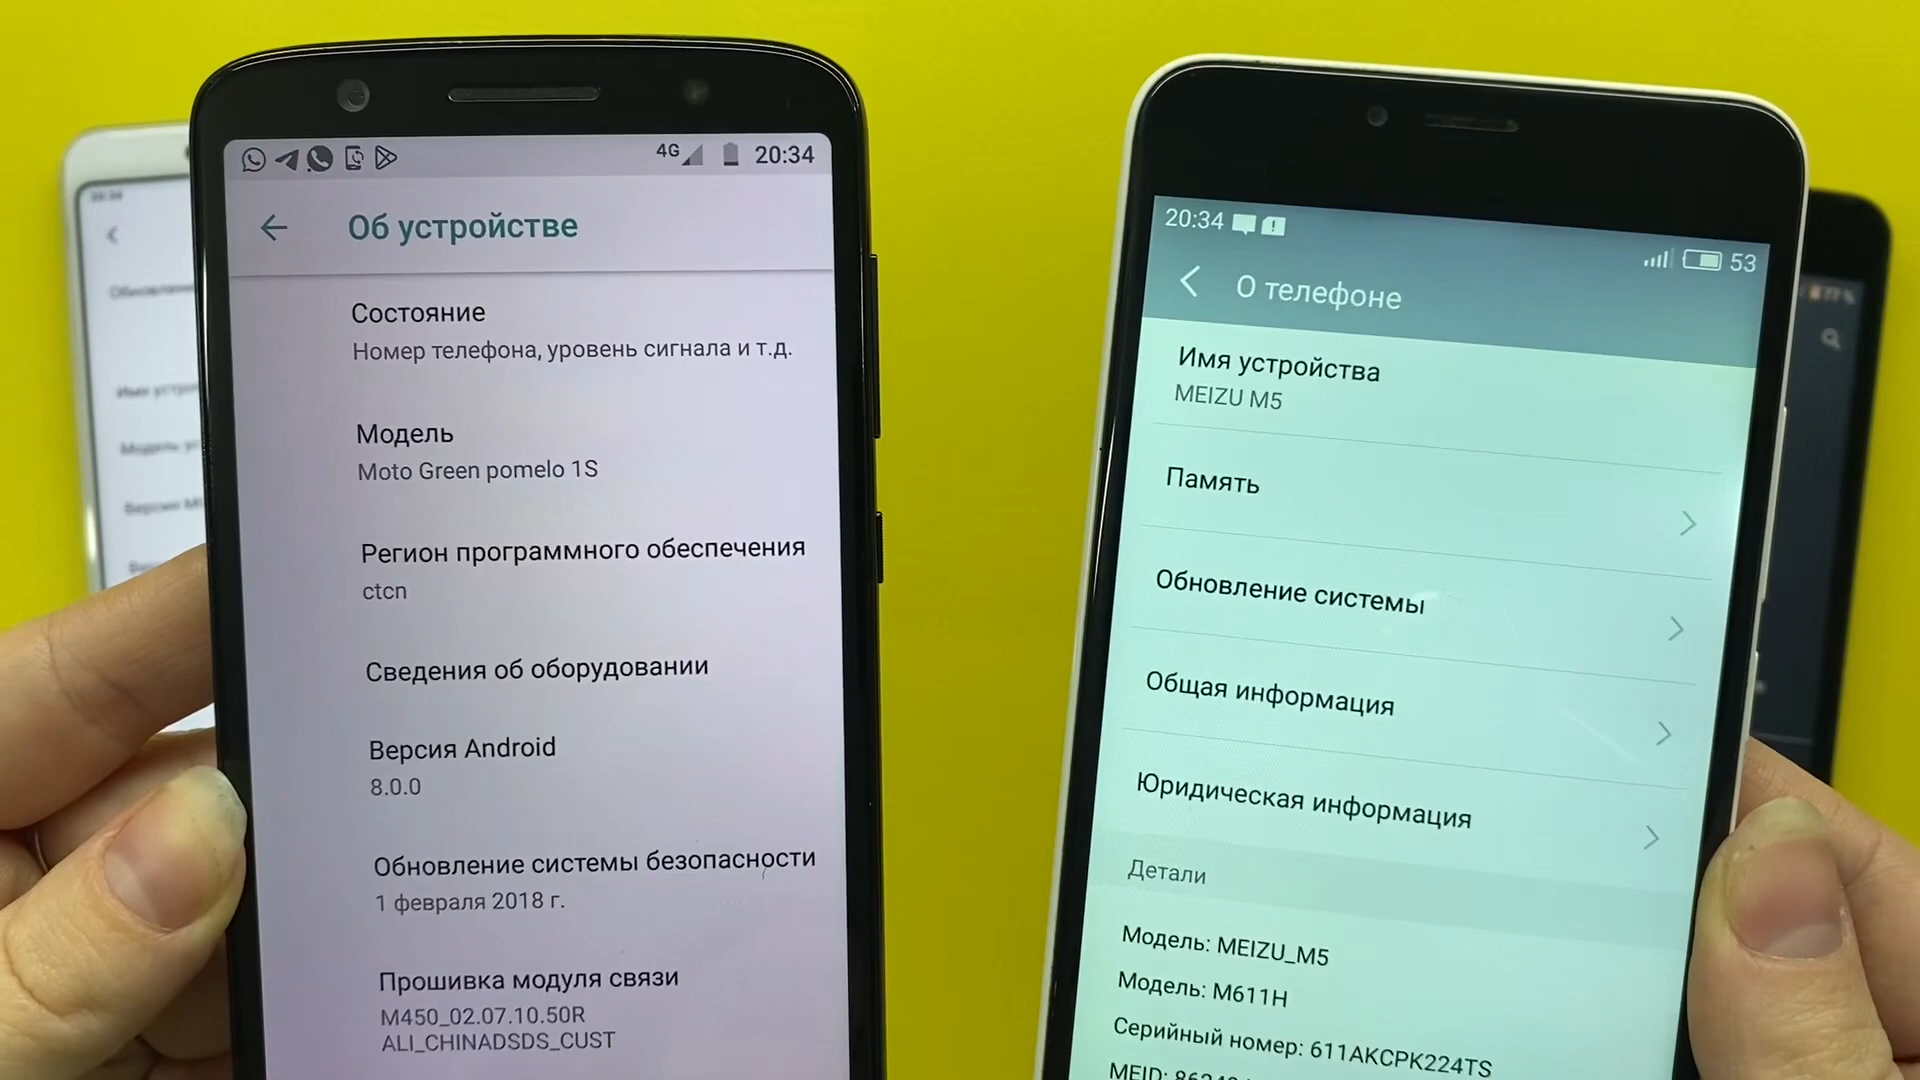 4G 20:34
Об устройстве
Состояние
Номер телефона, уровень сигнала и т.д.
Модель
Moto Green pomelo 1S
Регион программного обеспечения
ctcn
Сведения об оборудовании
Версия Android
8.0.0
Обновление системы безопасности
1 февраля 2018 г.
Прошивка модуля связи
M450_02.07.10.50R
ALI_CHINADSDS_CUST
20:34
53
О телефоне
Имя устройства
MEIZU M5
Память
Обновление системы
Общая информация
Юридическая информация
Детали
Модель: MEIZU_M5
Модель: M611H
Серийный номер: 611AKCPK224TS
MEID:
77%